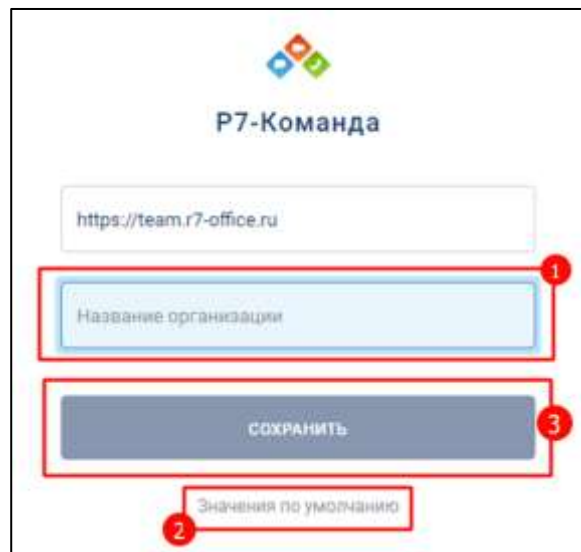 Р7-Команда
https://team.r7-office.ru
1
Название организации
СОХРАНИТЬ
3
Значения по умолчанию
2